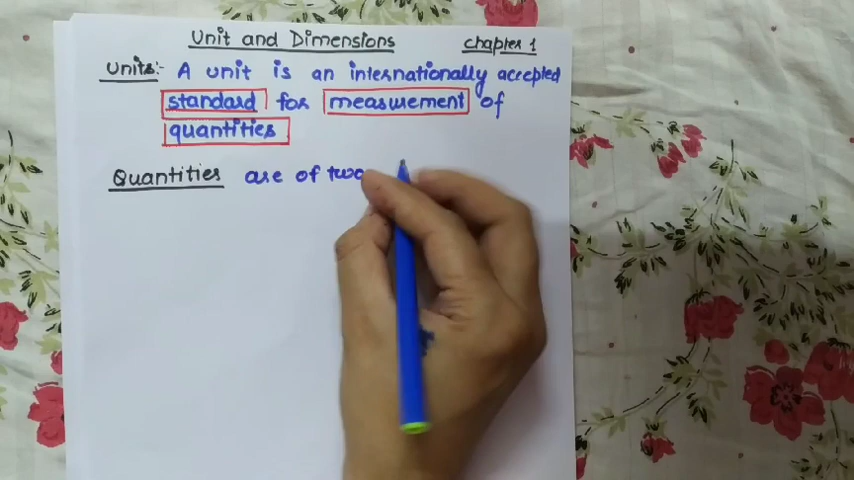 Unit and Dimensions chapter 1
Units:- A unit is an internationally accepted
standard for measurement of
quantities
Quantities are of two